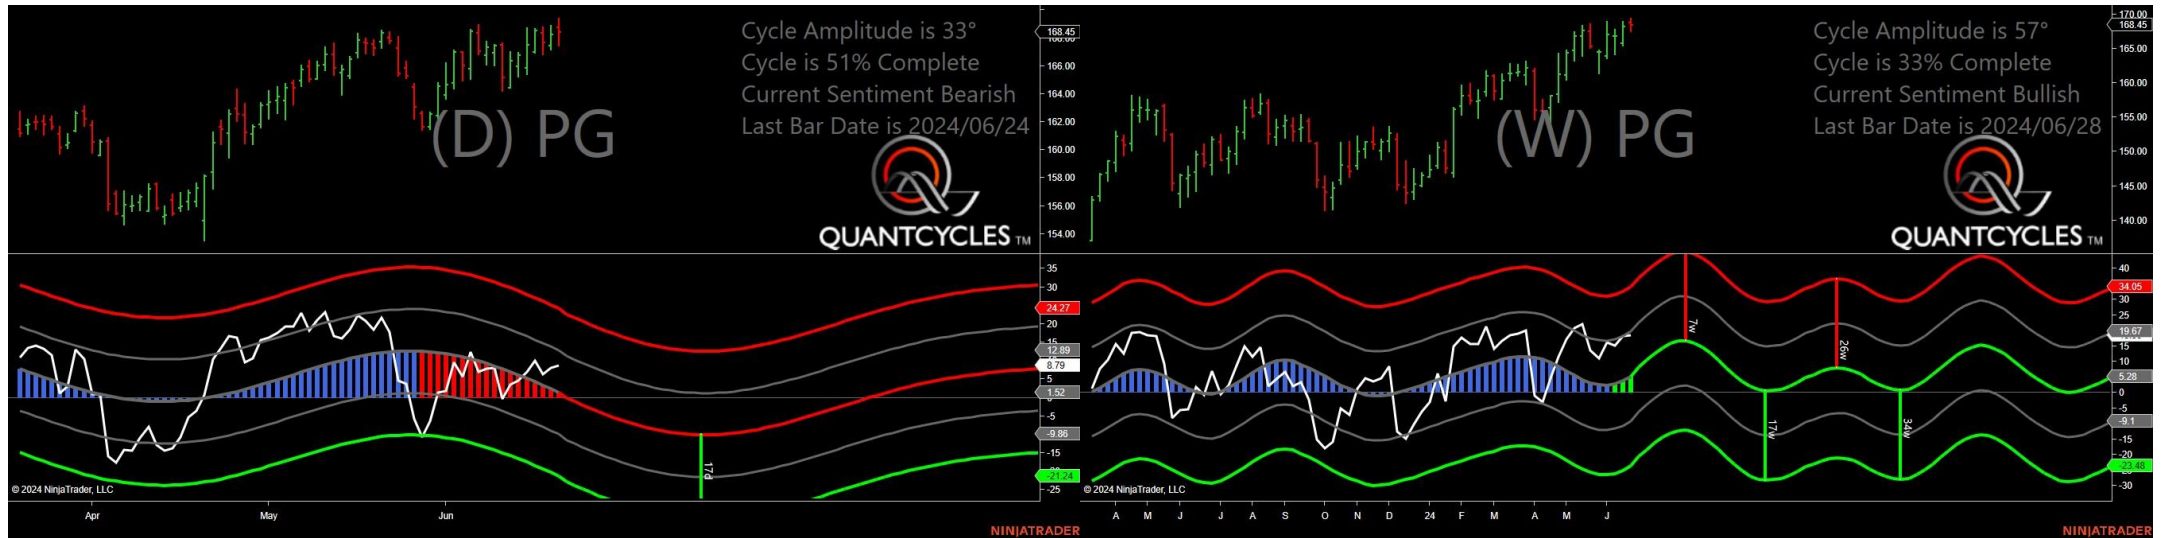 Cycle Amplitude is 33°
Cycle is 51% Complete
Current Sentiment Bearish
Last Bar Date is 2024/06/24
(D) PG
QUANTCYCLES TM
168.45
166.00
164.00
162.00
160.00
158.00
156.00
154.00
35
30
24.27
20
12.89
8.79
5
1.52
-5
-9.86
-15
-21.24
-25
17d
© 2024 NinjaTrader, LLC
Apr
May
Jun
NINJATRADER
Cycle Amplitude is 57°
Cycle is 33% Complete
Current Sentiment Bullish
Last Bar Date is 2024/06/28
(W) PG
QUANTCYCLES TM
170.00
168.45
165.00
160.00
155.00
150.00
145.00
140.00
40
34.05
30
25
19.67
15
10
5.28
0
-5
-9.1
-15
-20
-23.48
-30
7w
26w
17w
34w
© 2024 NinjaTrader, LLC
A M J J A S O N D 24 F M A M J
NINJATRADER